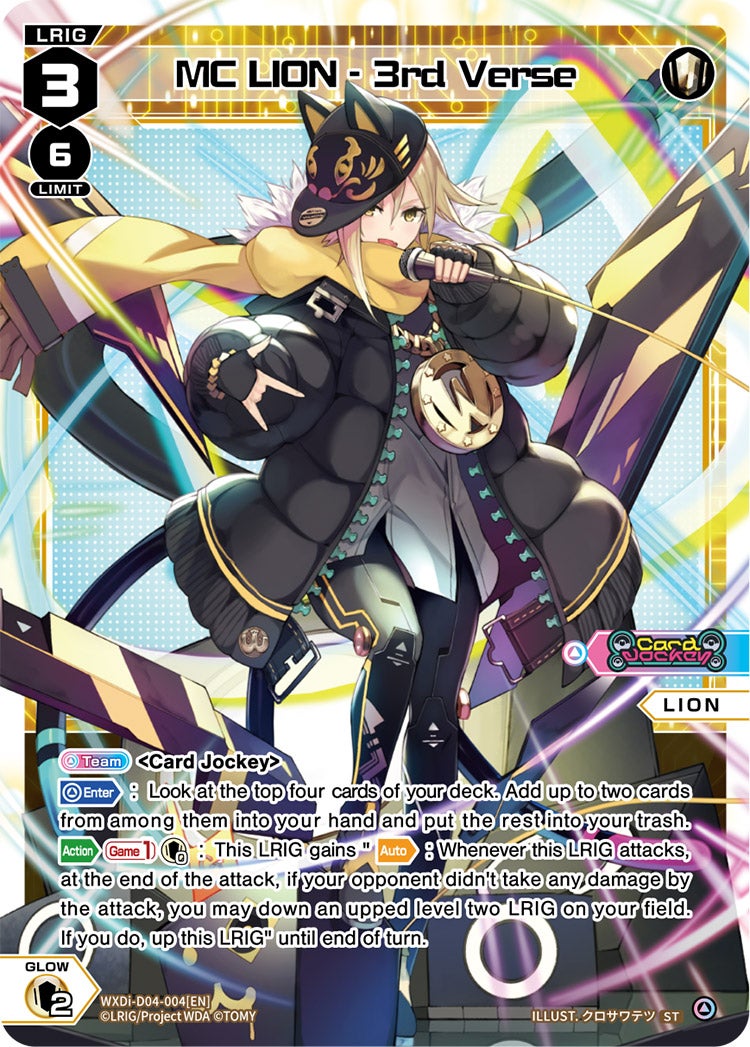 LRIG
3
MC LION - 3rd Verse
6
LIMIT
Card
Jockey
LION
Team <Card Jockey>
Enter : Look at the top four cards of your deck. Add up to two cards
from among them into your hand and put the rest into your trash.
Action Game 1 0 : This LRIG gains " Auto : Whenever this LRIG attacks,
at the end of the attack, if your opponent didn't take any damage by
the attack, you may down an upped level two LRIG on your field.
If you do, up this LRIG" until end of turn.
GLOW
2
WXDi-D04-004[EN]
©LRIG/Project WDA ©TOMY
ILLUST. クロサワテツ ST